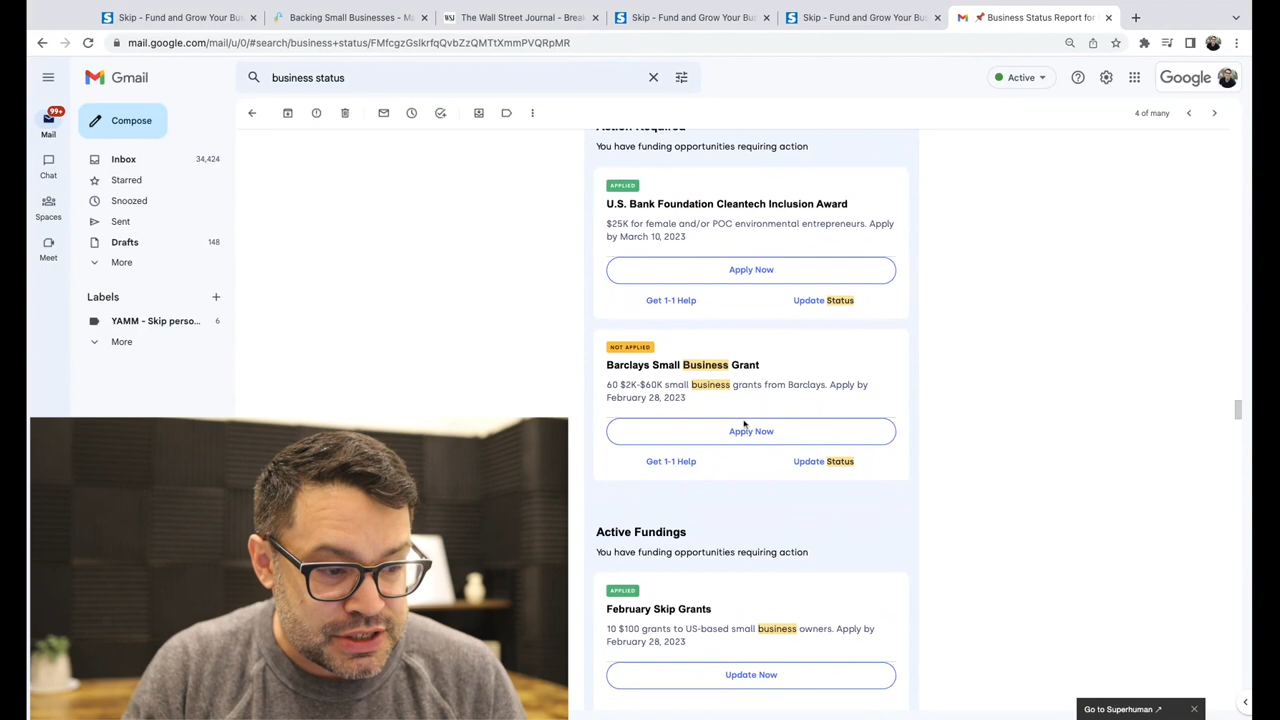 Skip - Fund and Grow Your Bus
Backing Small Businesses - Ma
The Wall Street Journal - Break
Skip - Fund and Grow Your Bus
Skip - Fund and Grow Your Bus
📌 Business Status Report for
mail.google.com/mail/u/0/#search/business+status/FMfcgzGslkrfqQvbZzQMTtXmmPVQRpMR
Gmail
business status
Active
Google
99+
Mail
Chat
Spaces
Meet
Compose
4 of many
Inbox 34,424
Starred
Snoozed
Sent
Drafts 148
More
Labels
YAMM - Skip perso... 6
More
Action Required
You have funding opportunities requiring action
APPLIED
U.S. Bank Foundation Cleantech Inclusion Award
$25K for female and/or POC environmental entrepreneurs. Apply
by March 10, 2023
Apply Now
Get 1-1 Help Update Status
NOT APPLIED
Barclays Small Business Grant
60 $2K-$60K small business grants from Barclays. Apply by
February 28, 2023
Apply Now
Get 1-1 Help Update Status
Active Fundings
You have funding opportunities requiring action
APPLIED
February Skip Grants
10 $100 grants to US-based small business owners. Apply by
February 28, 2023
Update Now
Go to Superhuman ↗